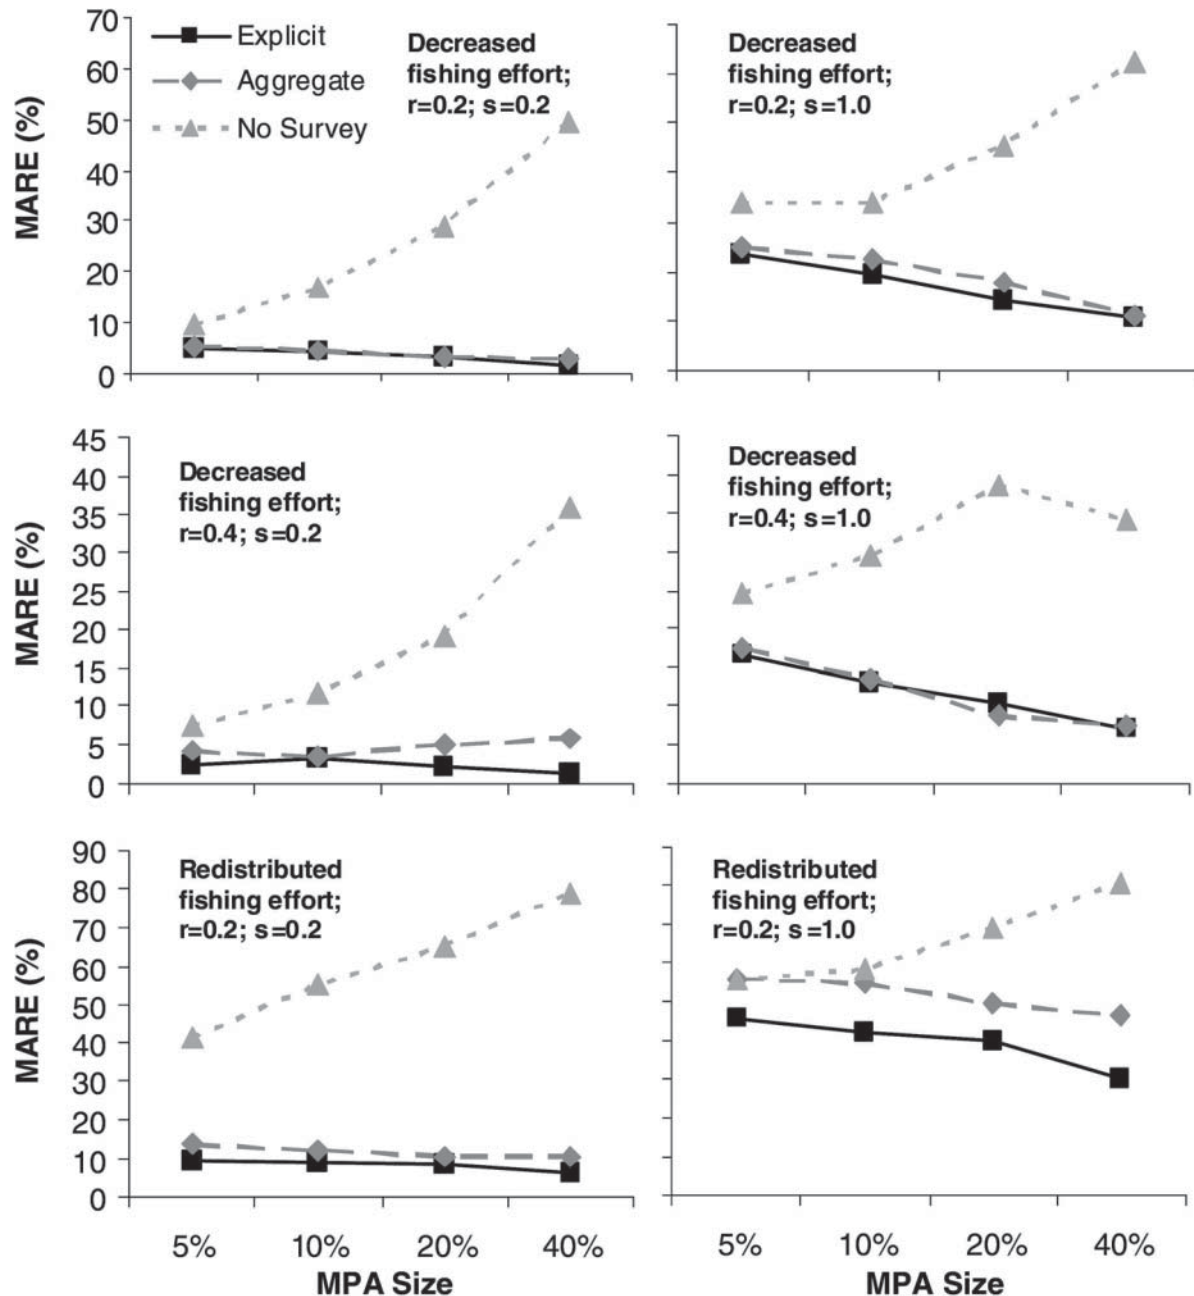 70
60
50
40
30
20
10
0
MARE (%)
Explicit
Aggregate
No Survey
Decreased
fishing effort;
r=0.2; s=0.2
Decreased
fishing effort;
r=0.2; s=1.0
45
40
35
30
25
20
15
10
5
0
MARE (%)
Decreased
fishing effort;
r=0.4; s=0.2
Decreased
fishing effort;
r=0.4; s=1.0
90
80
70
60
50
40
30
20
10
0
MARE (%)
Redistributed
fishing effort;
r=0.2; s=0.2
Redistributed
fishing effort;
r=0.2; s=1.0
5% 10% 20% 40%
MPA Size
5% 10% 20% 40%
MPA Size